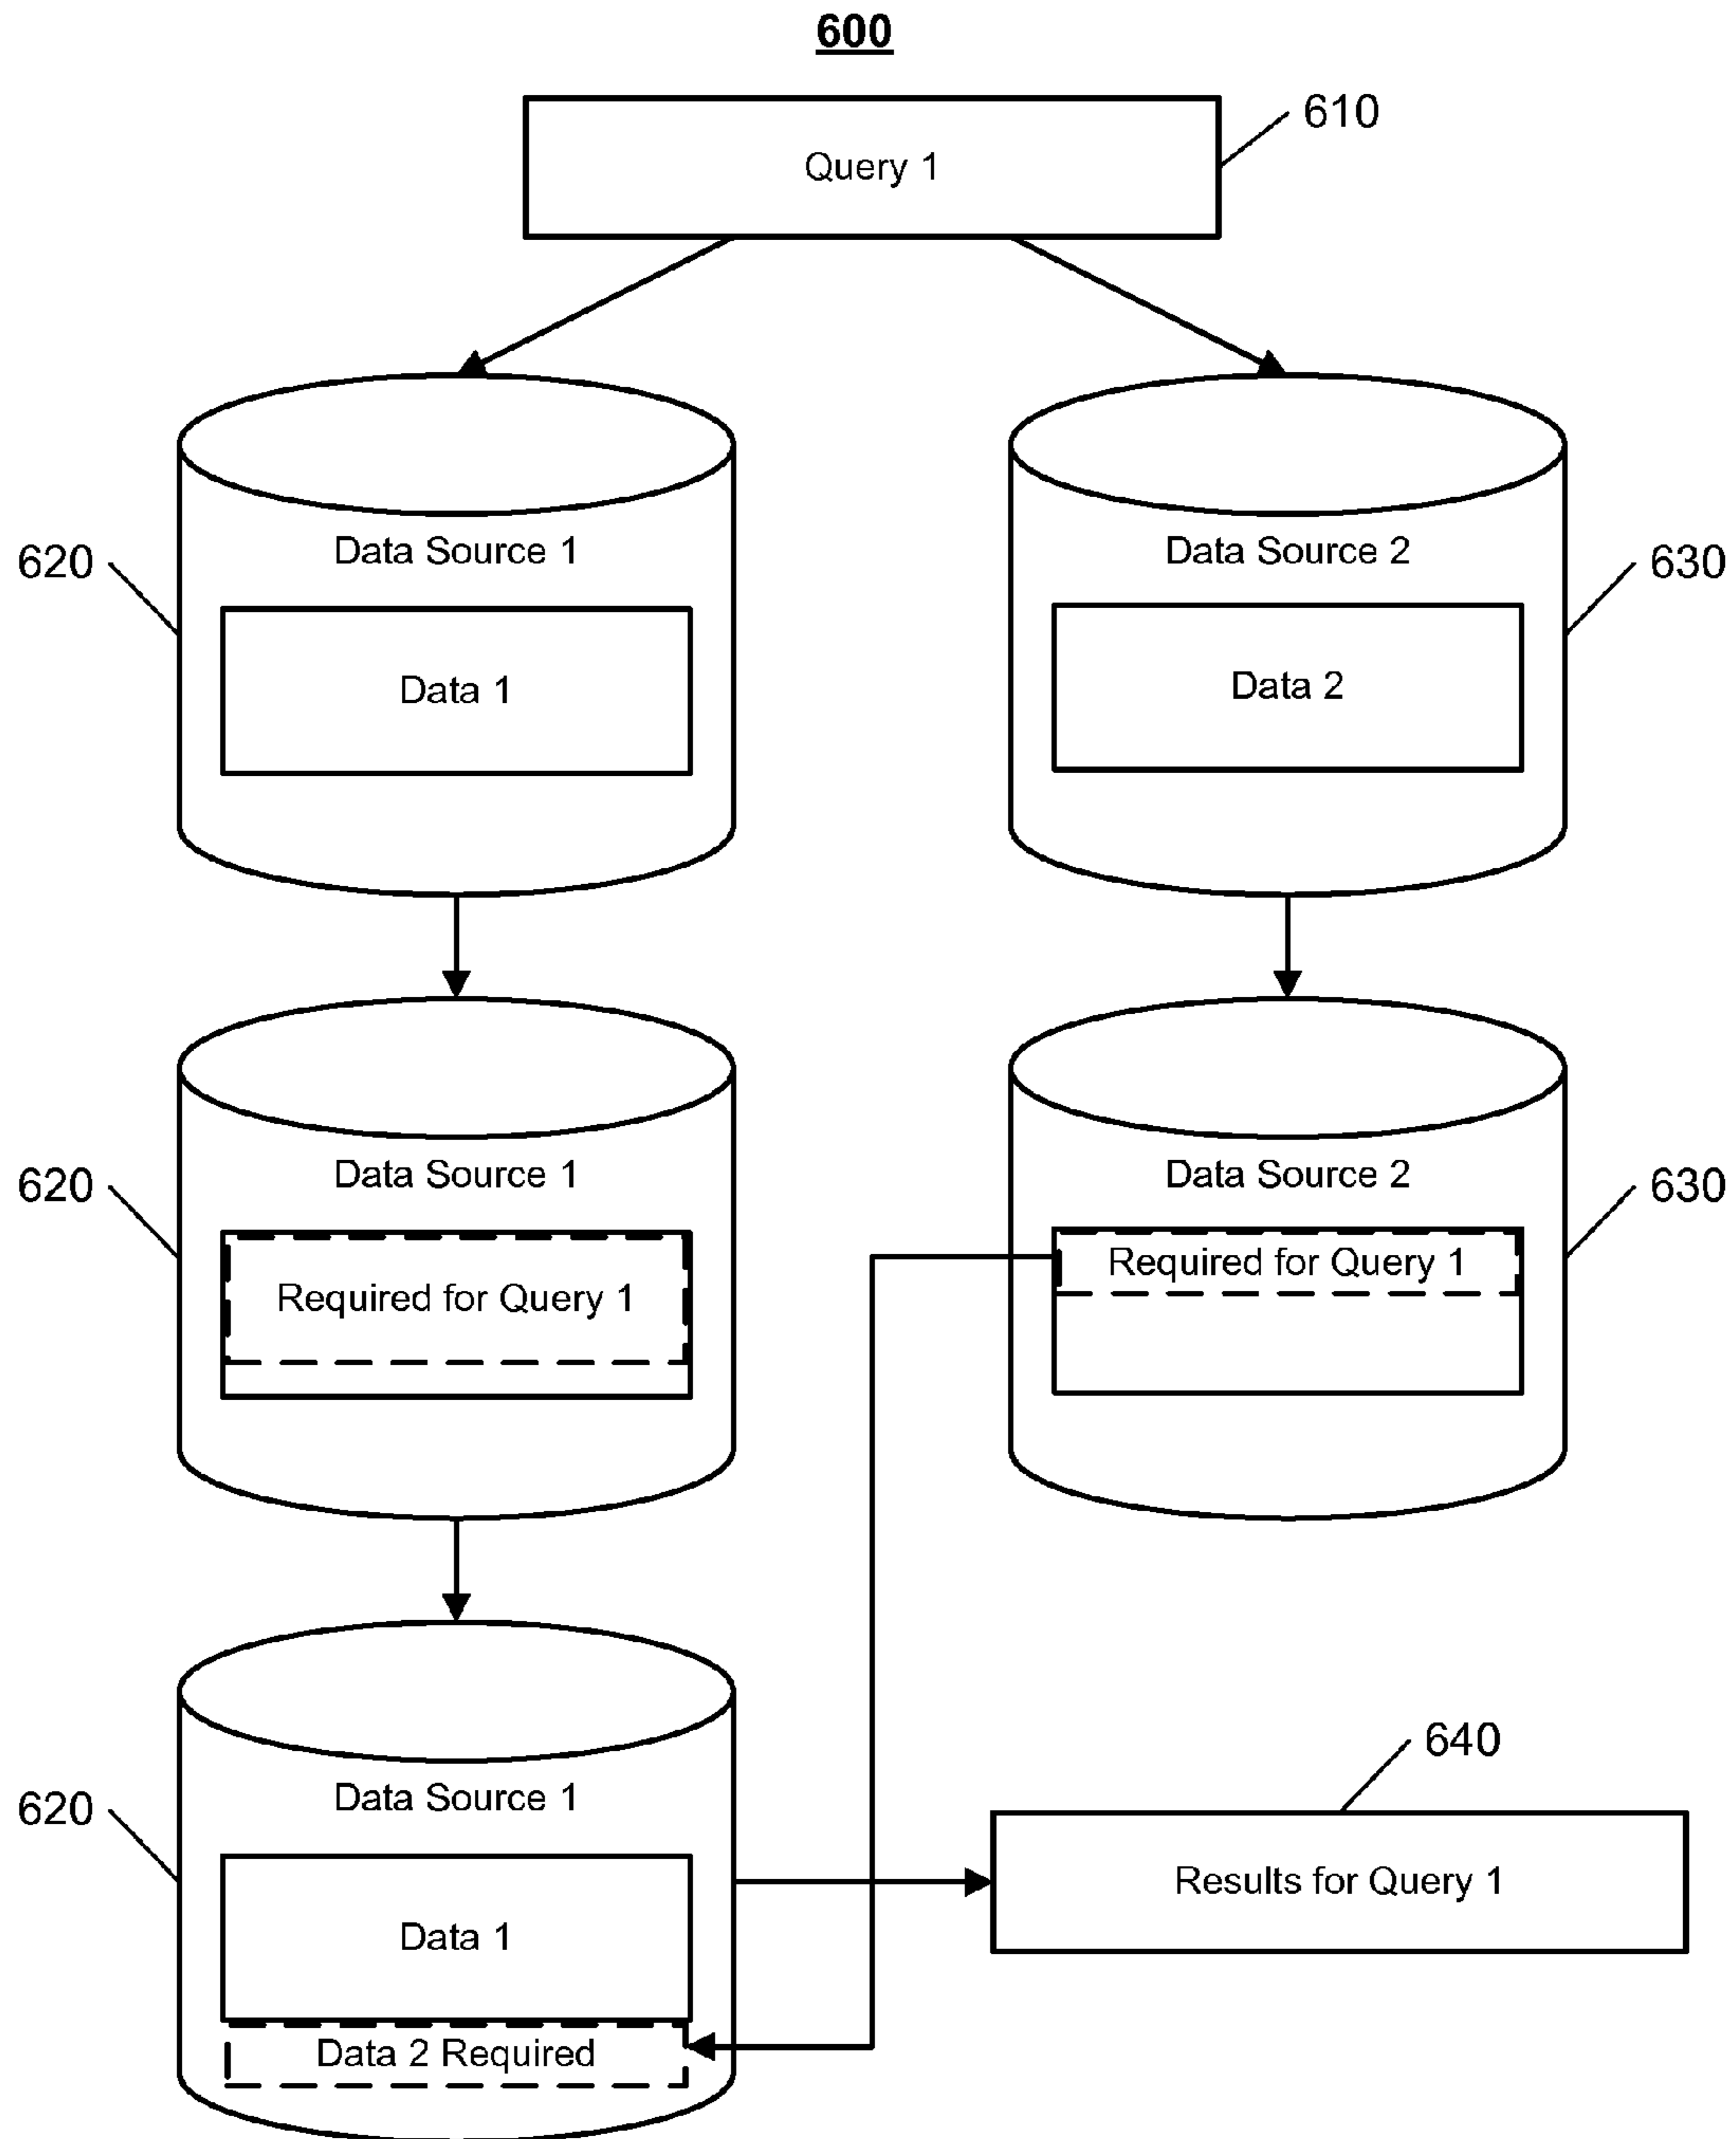 600
610
Query 1
620
Data Source 1
Data Source 2
630
Data 1
Data 2
620
Data Source 1
Data Source 2
630
Required for Query 1
Required for Query 1
640
620
Data Source 1
Results for Query 1
Data 1
Data 2 Required